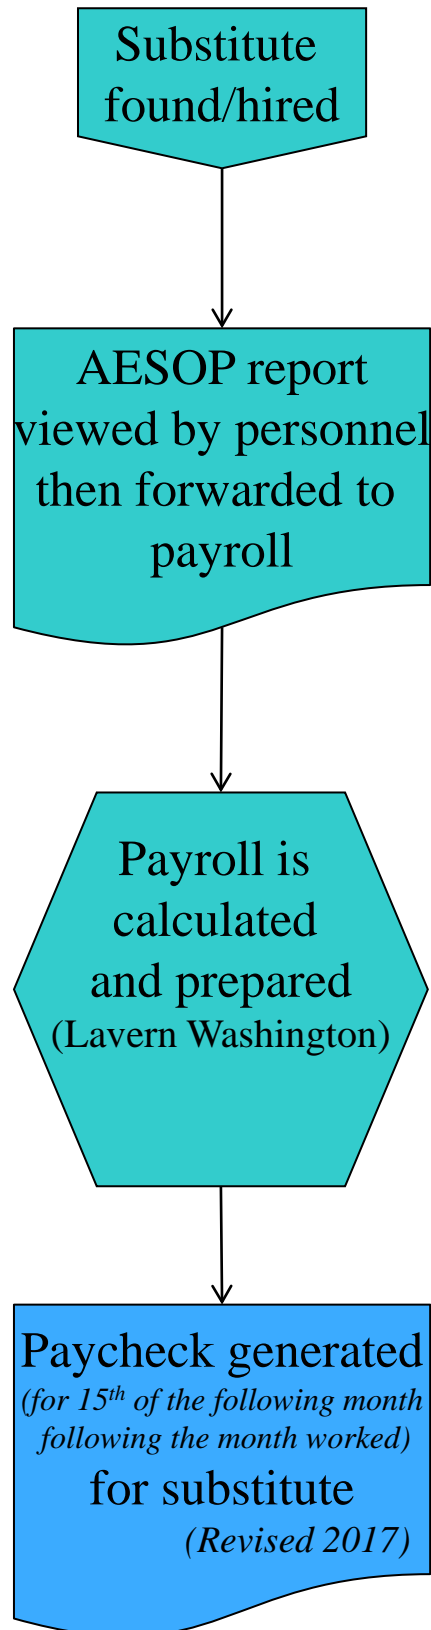 Substitute
found/hired
AESOP report
viewed by personnel
then forwarded to
payroll
Payroll is
calculated
and prepared
(Lavern Washington)
Paycheck generated
(for 15th of the following month
following the month worked)
for substitute
(Revised 2017)